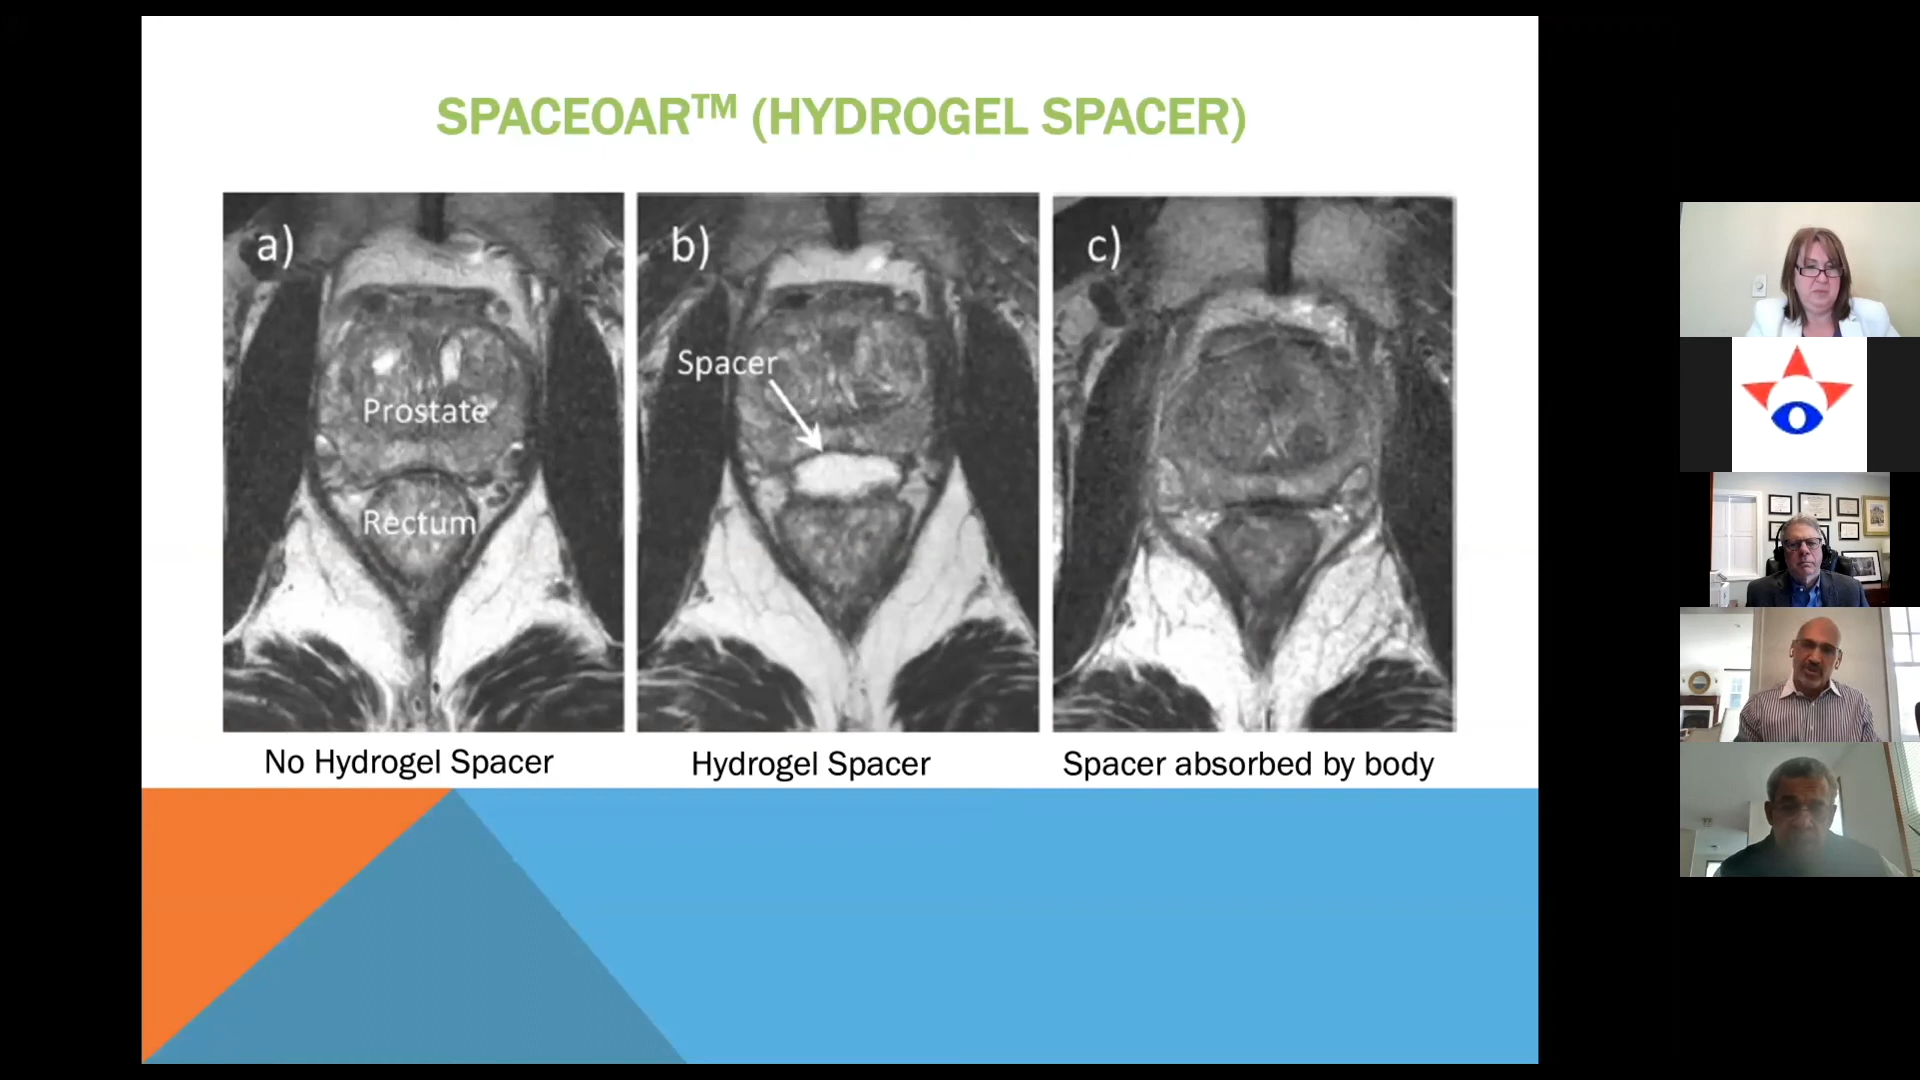 SPACEOAR™ (HYDROGEL SPACER)
a)
Prostate
Rectum
b)
Spacer
c)
No Hydrogel Spacer
Hydrogel Spacer
Spacer absorbed by body